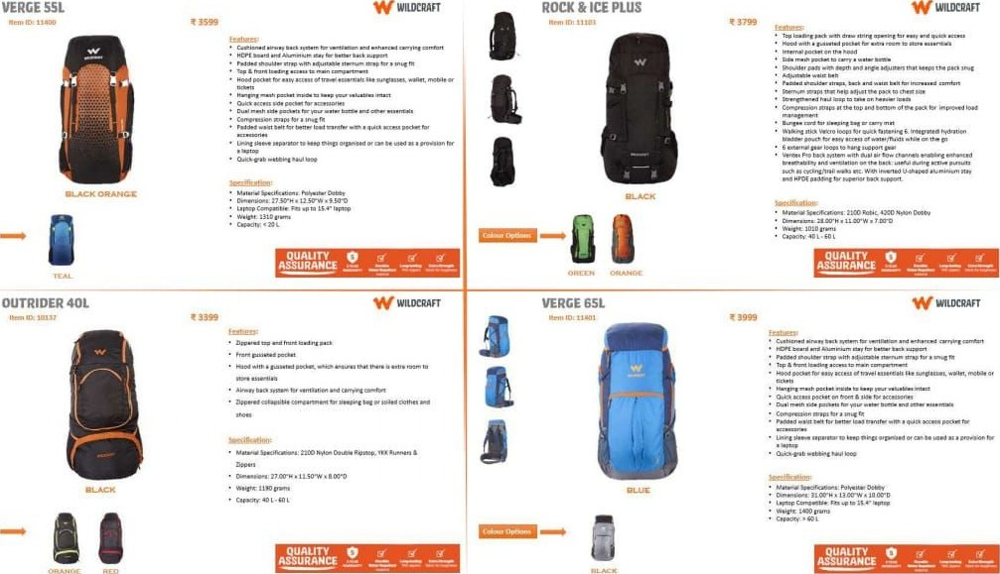 VERGE 55L
WILDCRAFT
Item ID: 11400
₹ 3599
Features:
• Cushioned airway back system for ventilation and enhanced carrying comfort
• HDPE board and Aluminium stay for better back support
• Padded shoulder strap with adjustable sternum strap for a snug fit
• Top & front loading access to main compartment
• Hood pocket for easy access of travel essentials like sunglasses, wallet, mobile or
tickets
• Hanging mesh pocket inside to keep your valuables intact
• Quick access side pocket for accessories
• Dual mesh side pockets for your water bottle and other essentials
• Compression straps for a snug fit
• Padded waist belt for better load transfer with a quick access pocket for
accessories
• Lining sleeve separator to keep things organised or can be used as a provision for
a laptop
• Quick-grab webbing haul loop
BLACK ORANGE
Specification:
• Material Specifications: Polyester Dobby
• Dimensions: 27.50"H x 12.50"W x 9.50"D
• Laptop Compatible: Fits up to 15.4" laptop
• Weight: 1310 grams
• Capacity: < 20 L
TEAL
QUALITY
ASSURANCE
ROCK & ICE PLUS
WILDCRAFT
Item ID: 11103
₹ 3799
Features:
• Top loading pack with draw string opening for easy and quick access
• Hood with a gusseted pocket for extra room to store essentials
• Internal pocket on the hood
• Side mesh pocket to carry a water bottle
• Shoulder pads with depth and angle adjusters that keeps the pack snug
• Adjustable waist belt
• Padded shoulder straps, back and waist belt for increased comfort
• Sternum straps that help adjust the pack to chest size
• Strengthened haul loop to take on heavier loads
• Compression straps at the top and bottom of the pack for improved load
management
• Bungee cord for sleeping bag or carry mat
• Walking stick Velcro loops for quick fastening 6. Integrated hydration
bladder pouch for easy access of water/fluids while on the go
• 6 external gear loops to hang support gear
• Ventex Pro back system with dual air flow channels enabling enhanced
breathability and ventilation on the back: useful during active pursuits
such as cycling/trail walks etc. With inverted U-shaped aluminium stay
and HPDE padding for superior back support.
BLACK
Specification:
• Material Specifications: 210D Robic, 420D Nylon Dobby
• Dimensions: 28.00"H x 11.00"W x 7.00"D
• Weight: 1010 grams
• Capacity: 40 L - 60 L
Colour Options
GREEN
ORANGE
QUALITY
ASSURANCE
OUTRIDER 40L
WILDCRAFT
Item ID: 10137
₹ 3399
Features:
• Zippered top and front loading pack
• Front gusseted pocket
• Hood with a gusseted pocket, which ensures that there is extra room to
store essentials
• Airway back system for ventilation and carrying comfort
• Zippered collapsible compartment for sleeping bag or soiled clothes and
shoes
Specification:
• Material Specifications: 210D Nylon Double Ripstop, YKK Runners &
Zippers
• Dimensions: 27.00"H x 11.50"W x 8.00"D
• Weight: 1190 grams
• Capacity: 40 L - 60 L
BLACK
ORANGE
RED
QUALITY
ASSURANCE
VERGE 65L
WILDCRAFT
Item ID: 11401
₹ 3999
Features:
• Cushioned airway back system for ventilation and enhanced carrying comfort
• HDPE board and Aluminium stay for better back support
• Padded shoulder strap with adjustable sternum strap for a snug fit
• Top & front loading access to main compartment
• Hood pocket for easy access of travel essentials like sunglasses, wallet, mobile or
tickets
• Hanging mesh pocket inside to keep your valuables intact
• Quick access pocket on front & side for accessories
• Dual mesh side pockets for your water bottle and other essentials
• Compression straps for a snug fit
• Padded waist belt for better load transfer with a quick access pocket for
accessories
• Lining sleeve separator to keep things organised or can be used as a provision for
a laptop
• Quick-grab webbing haul loop
BLUE
Specification:
• Material Specifications: Polyester Dobby
• Dimensions: 31.00"H x 13.00"W x 10.00"D
• Laptop Compatible: Fits up to 15.4" laptop
• Weight: 1400 grams
• Capacity: > 60 L
Colour Options
BLACK
QUALITY
ASSURANCE